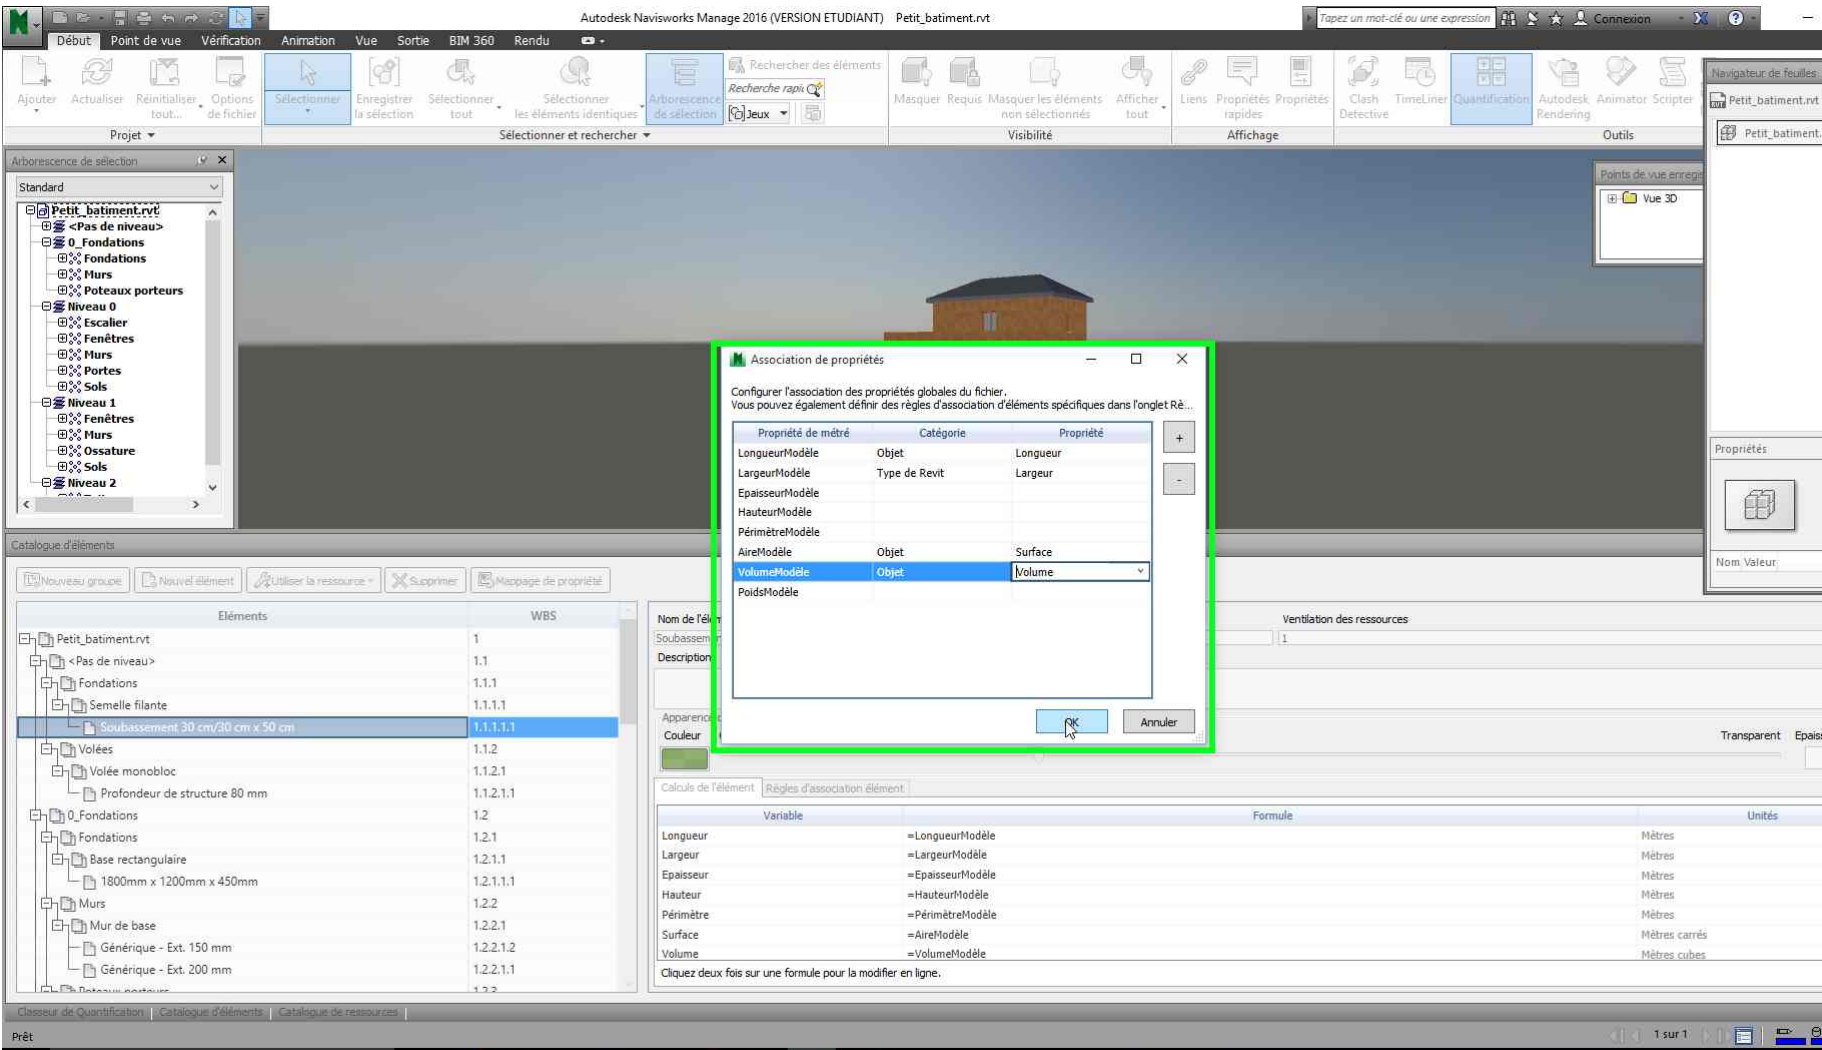 Autodesk Navisworks Manage 2016 (VERSION ETUDIANT) Petit_batiment.rvt
Tapez un mot-clé ou une expression
Connexion
Début Point de vue Vérification Animation Vue Sortie BIM 360 Rendu
Ajouter
Actualiser
Réinitialiser tout...
Options de fichier
Sélectionner
Enregistrer la sélection
Sélectionner tout
Sélectionner les éléments identiques
Arborescence de sélection
Rechercher des éléments
Recherche rapi
Jeux
Masquer
Requis
Masquer les éléments non sélectionnés
Afficher tout
Liens
Propriétés rapides
Propriétés
Clash Detective
TimeLiner
Quantification
Autodesk Rendering
Animator
Scripter
Projet
Sélectionner et rechercher
Visibilité
Affichage
Outils
Navigateur de feuilles
Petit_batiment.rvt
Petit_batiment.
Arborescence de sélection
Standard
Petit_batiment.rvt
<Pas de niveau>
0_Fondations
Fondations
Murs
Poteaux porteurs
Niveau 0
Escalier
Fenêtres
Murs
Portes
Sols
Niveau 1
Fenêtres
Murs
Ossature
Sols
Niveau 2
Points de vue enregis
Vue 3D
Propriétés
Nom Valeur
Association de propriétés
Configurer l'association des propriétés globales du fichier.
Vous pouvez également définir des règles d'association d'éléments spécifiques dans l'onglet Rè...
Propriété de métré Catégorie Propriété
LongueurModèle Objet Longueur
LargeurModèle Type de Revit Largeur
EpaisseurModèle
HauteurModèle
PérimètreModèle
AireModèle Objet Surface
VolumeModèle Objet Volume
PoidsModèle
+
-
OK
Annuler
Catalogue d'éléments
Nouveau groupe
Nouvel élément
Utiliser la ressource
Supprimer
Mappage de propriété
Eléments WBS
Petit_batiment.rvt 1
<Pas de niveau> 1.1
Fondations 1.1.1
Semelle filante 1.1.1.1
Soubassement 30 cm/30 cm x 50 cm 1.1.1.1.1
Volées 1.1.2
Volée monobloc 1.1.2.1
Profondeur de structure 80 mm 1.1.2.1.1
0_Fondations 1.2
Fondations 1.2.1
Base rectangulaire 1.2.1.1
1800mm x 1200mm x 450mm 1.2.1.1.1
Murs 1.2.2
Mur de base 1.2.2.1
Générique - Ext. 150 mm 1.2.2.1.2
Générique - Ext. 200 mm 1.2.2.1.1
Poteaux porteurs 1.2.3
Nom de l'élém
Soubassem
Ventilation des ressources
1
Description
Apparence
Couleur
Transparent
Epais
Calculs de l'élément
Règles d'association élément
Variable Formule Unités
Longueur =LongueurModèle Mètres
Largeur =LargeurModèle Mètres
Epaisseur =EpaisseurModèle Mètres
Hauteur =HauteurModèle Mètres
Périmètre =PérimètreModèle Mètres
Surface =AireModèle Mètres carrés
Volume =VolumeModèle Mètres cubes
Cliquez deux fois sur une formule pour la modifier en ligne.
Classeur de Quantification Catalogue d'éléments Catalogue de ressources
Prêt
1 sur 1